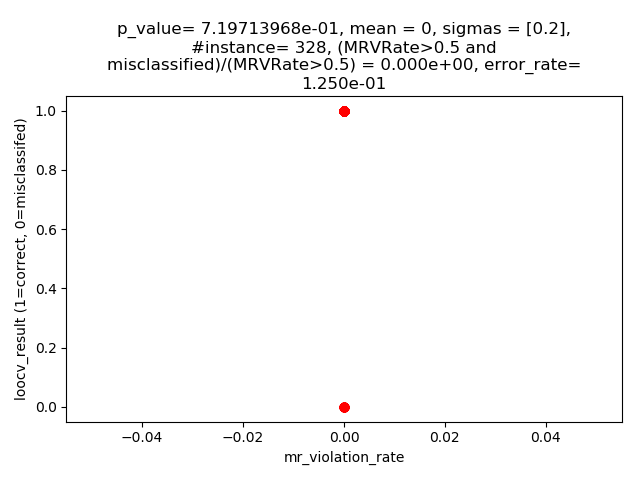 p_value= 7.19713968e-01, mean = 0, sigmas = [0.2],
#instance= 328, (MRVRate>0.5 and
misclassified)/(MRVRate>0.5) = 0.000e+00, error_rate=
1.250e-01
loocv_result (1=correct, 0=misclassifed)
1.0
0.8
0.6
0.4
0.2
0.0
−0.04
−0.02
0.00
0.02
0.04
mr_violation_rate